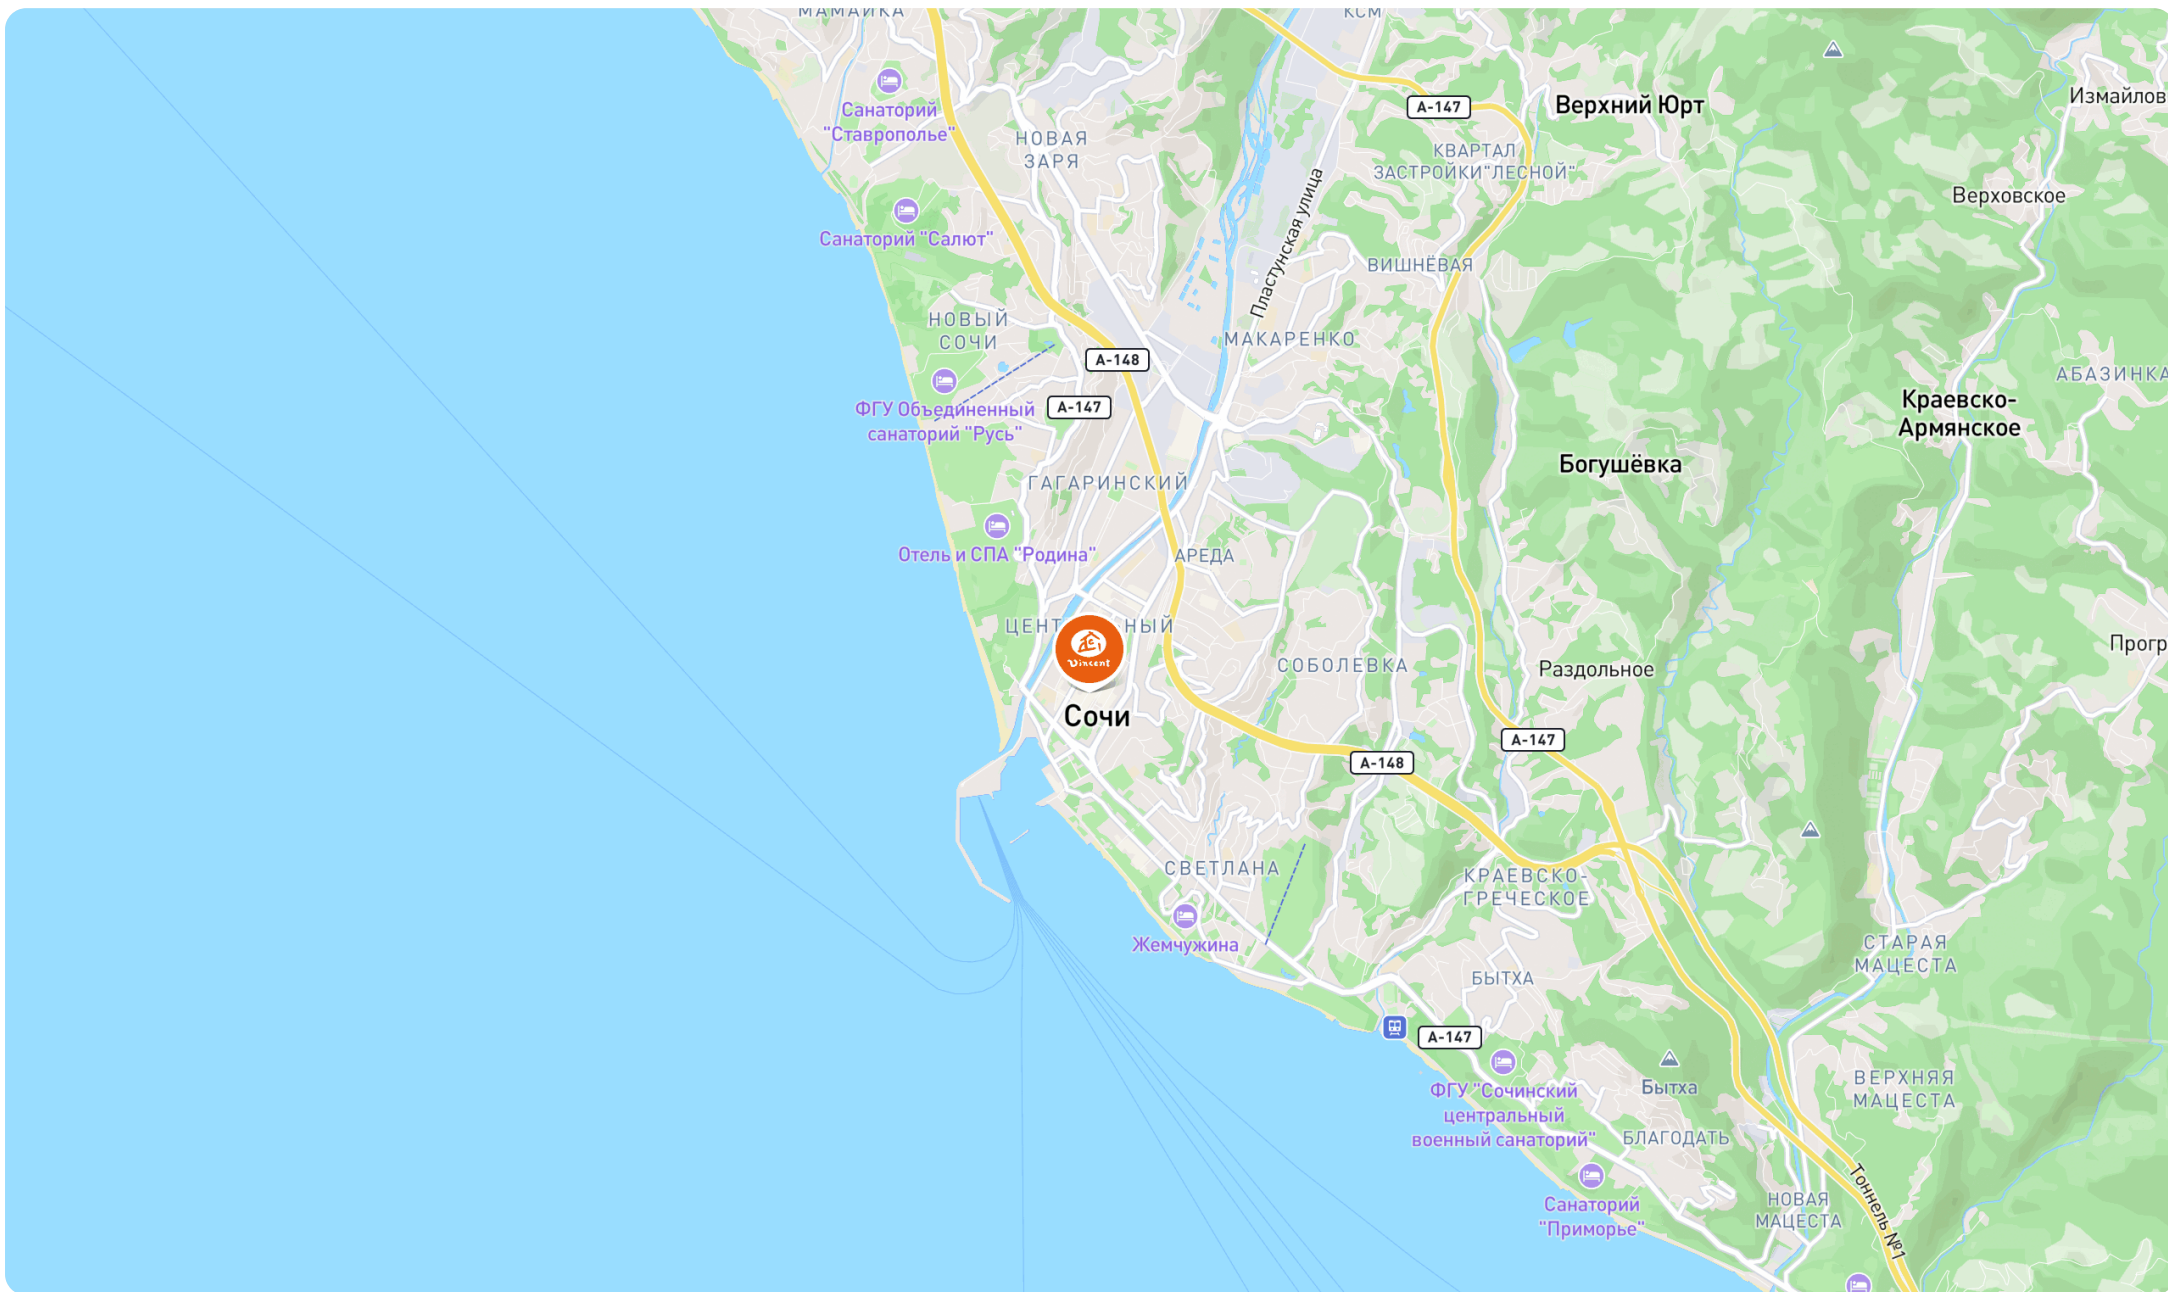 МАМАЙКА
КСМ
Санаторий
"Ставрополье"
НОВАЯ
ЗАРЯ
А-147
Верхний Юрт
Измайлов
КВАРТАЛ
ЗАСТРОЙКИ"ЛЕСНОЙ"
Верховское
Санаторий "Салют"
Пластунская улица
ВИШНЁВАЯ
НОВЫЙ
СОЧИ
МАКАРЕНКО
А-148
АБАЗИНКА
А-147
ФГУ Объединенный
санаторий "Русь"
Краевско-
Армянское
Богушёвка
ГАГАРИНСКИЙ
Отель и СПА "Родина"
АРЕДА
ЦЕНТ
НЫЙ
Vincent
СОБОЛЕВКА
Раздольное
Прогр
Сочи
А-147
А-148
СВЕТЛАНА
КРАЕВСКО-
ГРЕЧЕСКОЕ
Жемчужина
СТАРАЯ
МАЦЕСТА
БЫТХА
А-147
ФГУ "Сочинский
центральный
военный санаторий"
Бытха
ВЕРХНЯЯ
МАЦЕСТА
БЛАГОДАТЬ
Санаторий
"Приморье"
НОВАЯ
МАЦЕСТА
Тоннель №1